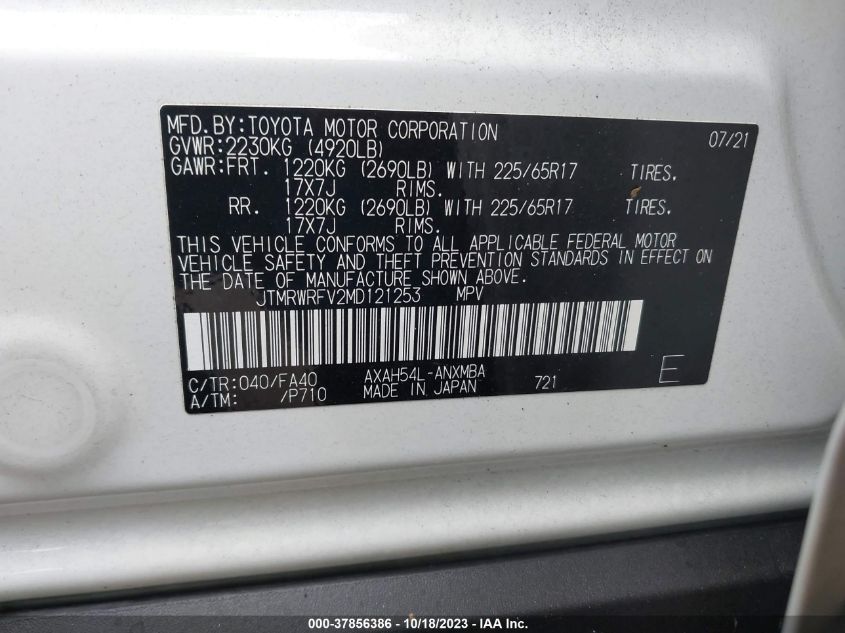 MFD.BY:TOYOTA MOTOR CORPORATION 07/21
GVWR:2230KG (4920LB)
GAWR:FRT. 1220KG (2690LB) WITH 225/65R17 TIRES.
17X7J RIMS.
RR. 1220KG (2690LB) WITH 225/65R17 TIRES.
17X7J RIMS.
THIS VEHICLE CONFORMS TO ALL APPLICABLE FEDERAL MOTOR
VEHICLE SAFETY AND THEFT PREVENTION STANDARDS IN EFFECT ON
THE DATE OF MANUFACTURE SHOWN ABOVE.
JTMRWRFV2MD121253 MPV
C/TR:040/FA40 AXAH54L-ANXMBA
A/TM: /P710 MADE IN JAPAN 721 E
000-37856386 - 10/18/2023 - IAA Inc.